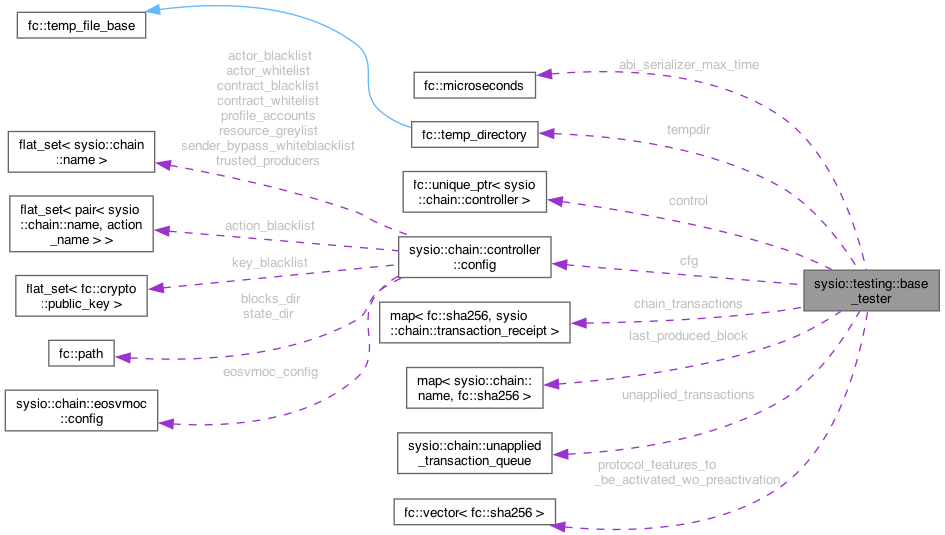 fc::temp_file_base
actor_blacklist
actor_whitelist
contract_blacklist
contract_whitelist
profile_accounts
resource_greylist
sender_bypass_whiteblacklist
trusted_producers
abi_serializer_max_time
fc::microseconds
tempdir
fc::temp_directory
flat_set< sysio::chain
::name >
fc::unique_ptr< sysio
::chain::controller >
control
flat_set< pair< sysio
::chain::name, action
_name > >
action_blacklist
sysio::chain::controller
::config
cfg
key_blacklist
flat_set< fc::crypto
::public_key >
sysio::testing::base
_tester
blocks_dir
state_dir
map< fc::sha256, sysio
::chain::transaction_receipt >
chain_transactions
last_produced_block
fc::path
eosvmoc_config
map< sysio::chain::
name, fc::sha256 >
unapplied_transactions
sysio::chain::eosvmoc
::config
sysio::chain::unapplied
_transaction_queue
protocol_features_to
_be_activated_wo_preactivation
fc::vector< fc::sha256 >